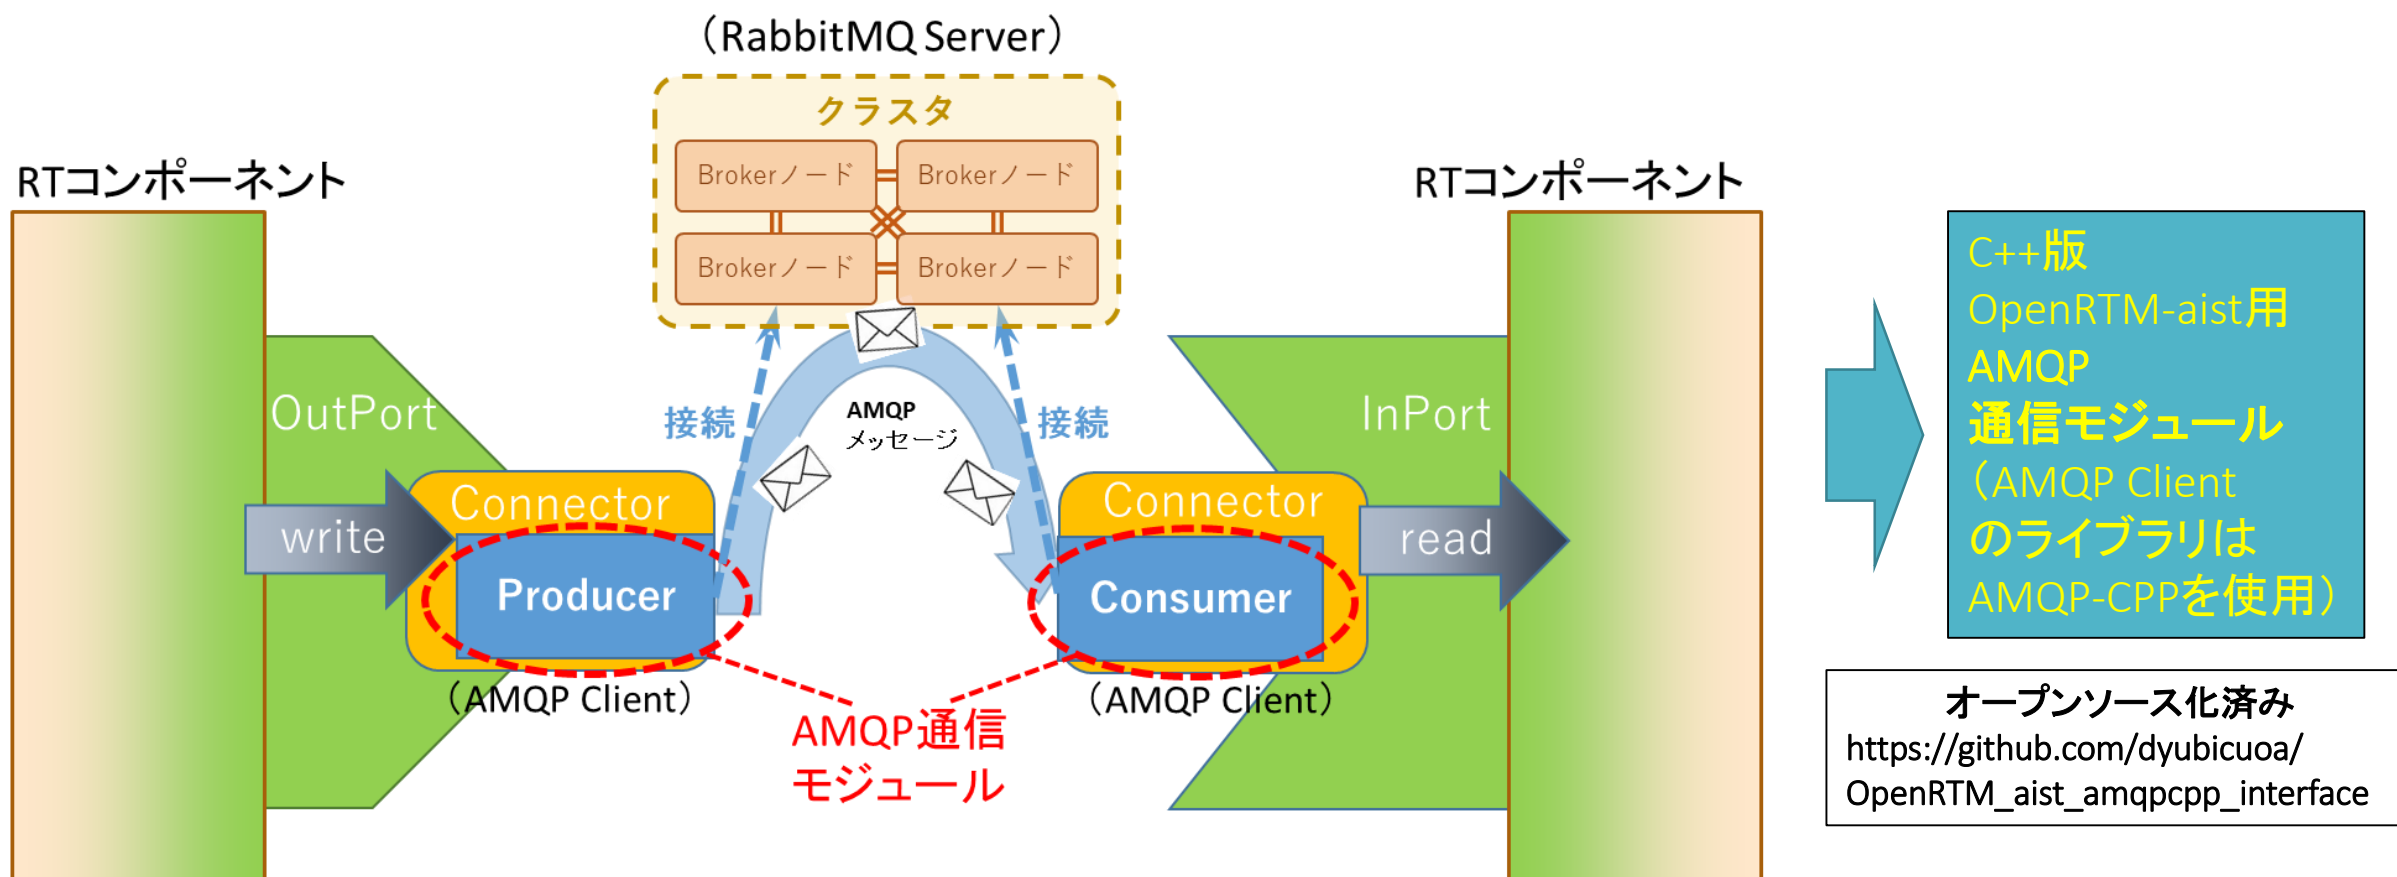 （RabbitMQ Server）
クラスタ
Brokerノード
Brokerノード
Brokerノード
Brokerノード
RTコンポーネント
OutPort
write
Connector
Producer
（AMQP Client）
接続
AMQP
メッセージ
接続
AMQP通信
モジュール
RTコンポーネント
InPort
Connector
Consumer
read
（AMQP Client）
C++版
OpenRTM-aist用
AMQP
通信モジュール
（AMQP Client
のライブラリは
AMQP-CPPを使用）
オープンソース化済み
https://github.com/dyubicuoa/
OpenRTM_aist_amqpcpp_interface